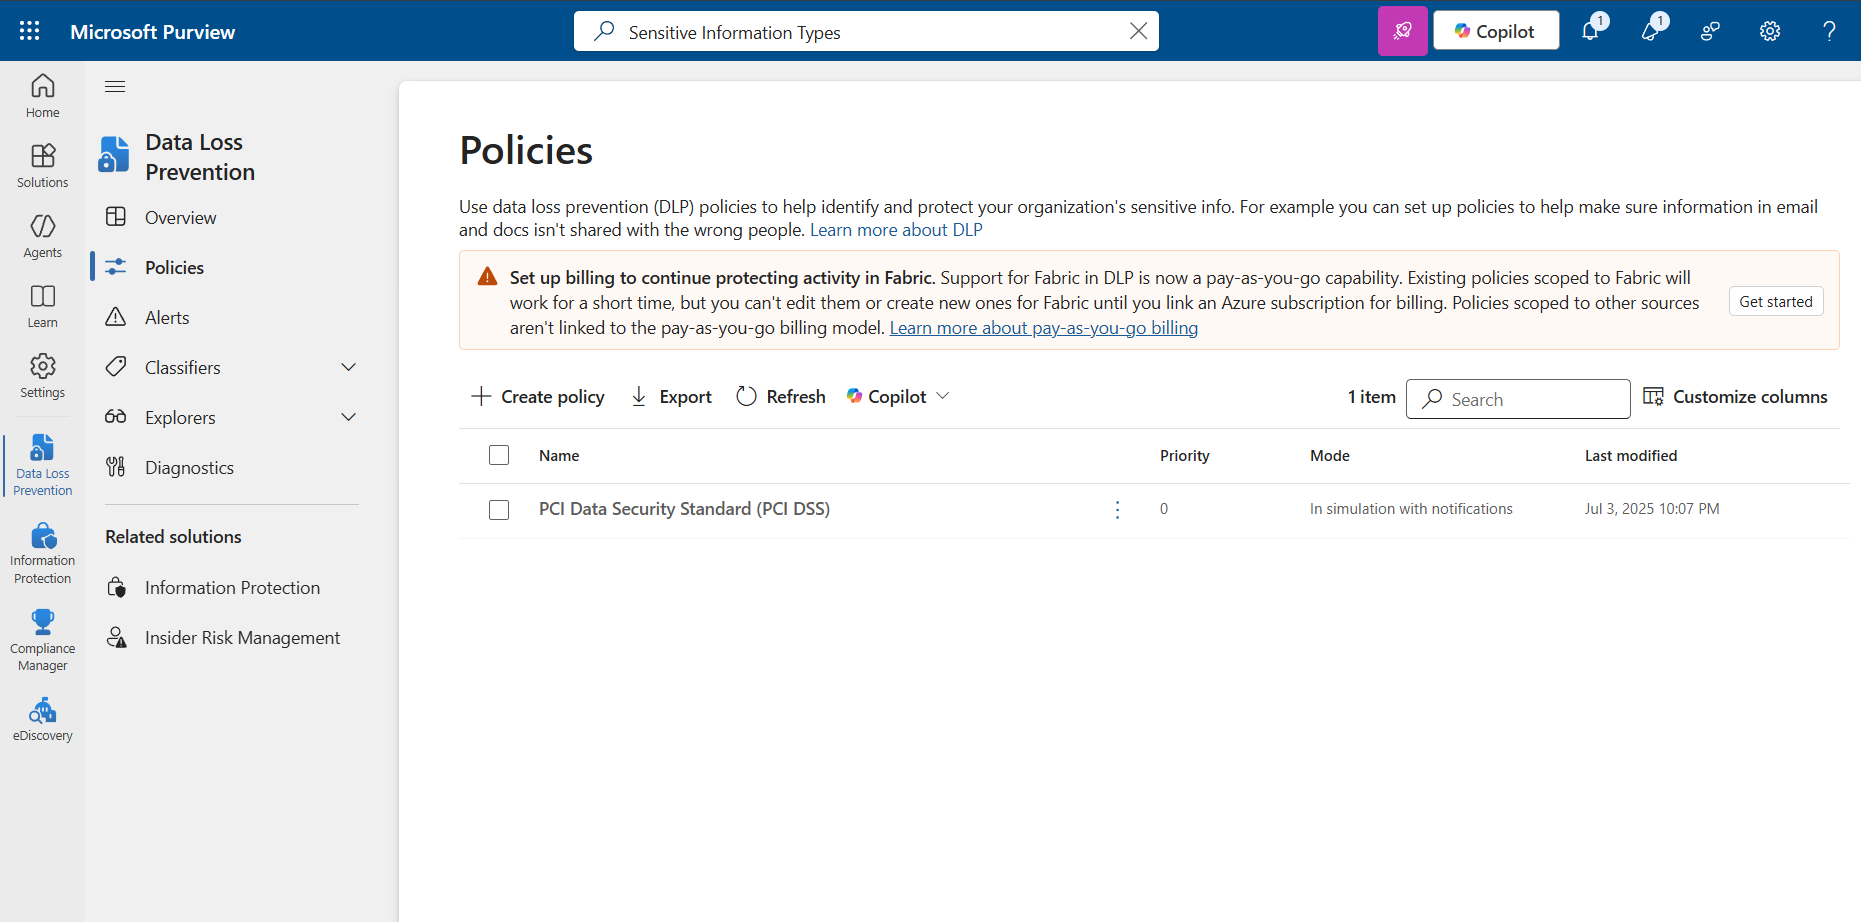 Microsoft Purview
Sensitive Information Types
Copilot
1
1
Home
Solutions
Agents
Learn
Settings
Data Loss
Prevention
Information
Protection
Compliance
Manager
eDiscovery
Data Loss
Prevention
Overview
Policies
Alerts
Classifiers
Explorers
Diagnostics
Related solutions
Information Protection
Insider Risk Management
Policies
Use data loss prevention (DLP) policies to help identify and protect your organization's sensitive info. For example you can set up policies to help make sure information in email
and docs isn't shared with the wrong people. Learn more about DLP
Set up billing to continue protecting activity in Fabric. Support for Fabric in DLP is now a pay-as-you-go capability. Existing policies scoped to Fabric will
work for a short time, but you can't edit them or create new ones for Fabric until you link an Azure subscription for billing. Policies scoped to other sources
aren't linked to the pay-as-you-go billing model. Learn more about pay-as-you-go billing
Get started
Create policy Export Refresh Copilot 1 item Search Customize columns
Name Priority Mode Last modified
PCI Data Security Standard (PCI DSS) 0 In simulation with notifications Jul 3, 2025 10:07 PM